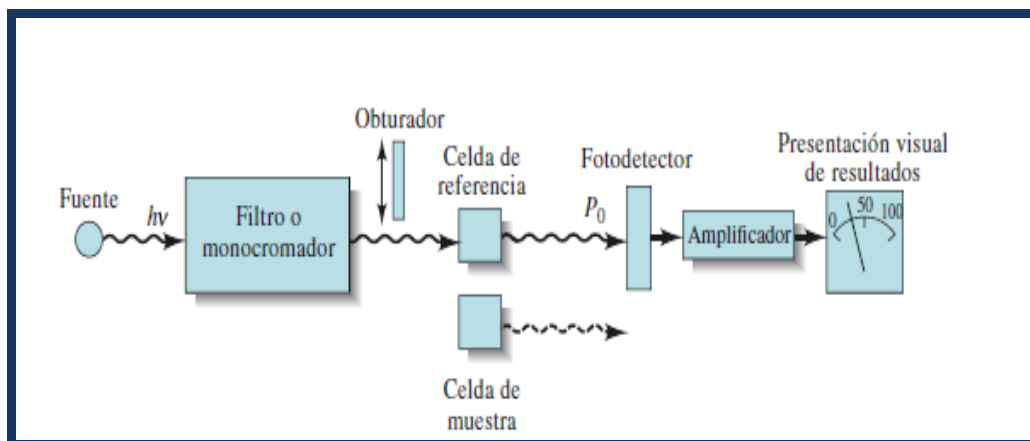 Obturador
Celda de
referencia
Fotodetector
Presentación visual
de resultados
Fuente
hν
Filtro o
monocromador
P0
Amplificador
0 50 100
Celda de
muestra